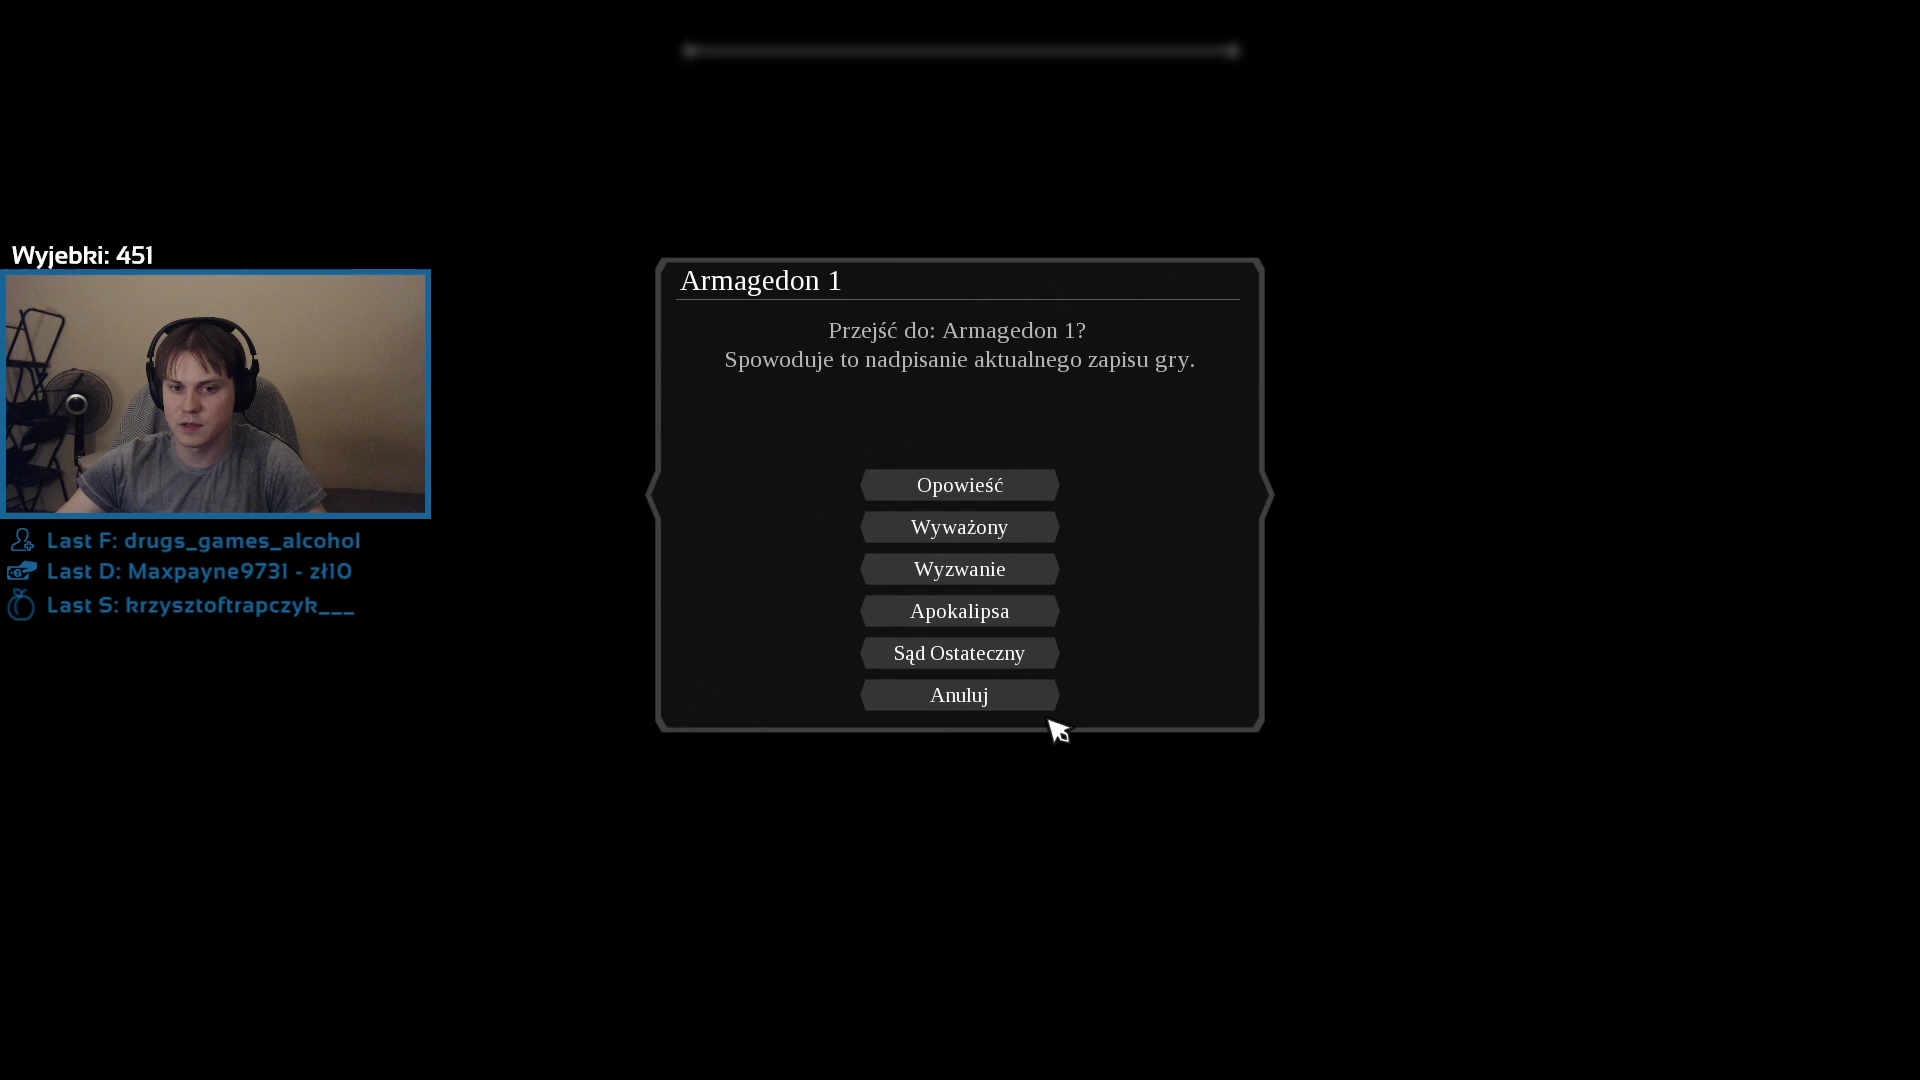 Wyjebki: 451
Last F: drugs_games_alcohol
Last D: Maxpayne9731 - zł10
Last S: krzysztoftrapczyk___
Armagedon 1
Przejść do: Armagedon 1?
Spowoduje to nadpisanie aktualnego zapisu gry.
Opowieść
Wyważony
Wyzwanie
Apokalipsa
Sąd Ostateczny
Anuluj